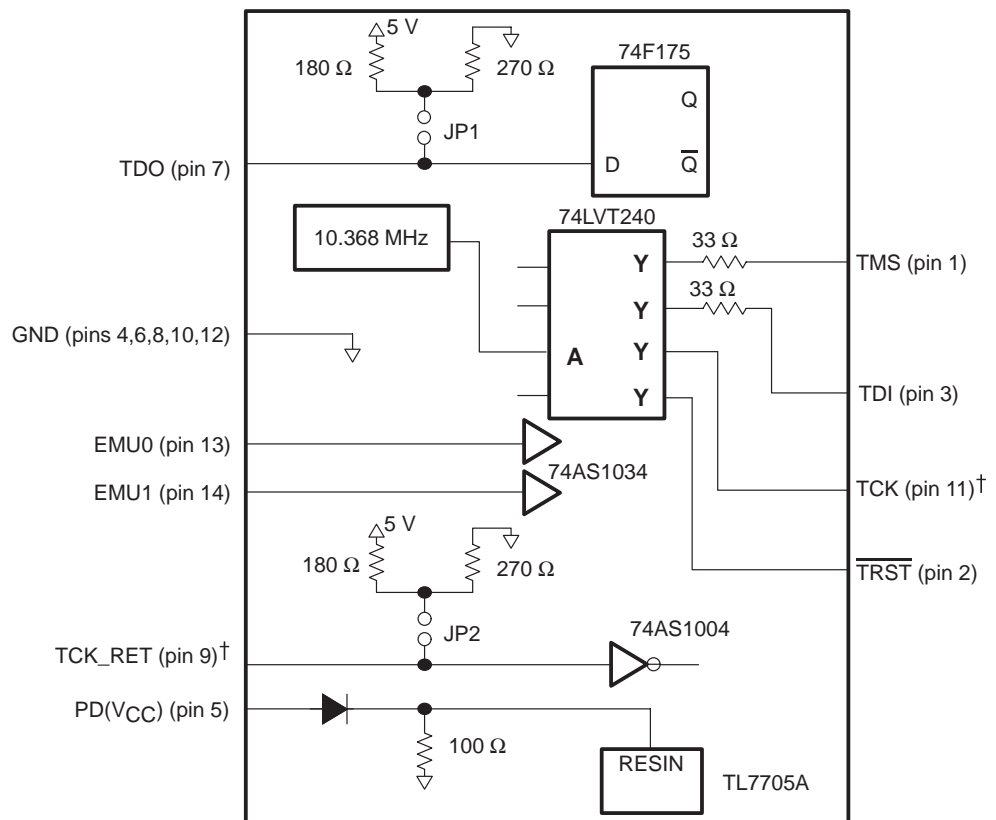 5 V
180 Ω
270 Ω
JP1
74F175
Q
D
Q̅
TDO (pin 7)
10.368 MHz
74LVT240
A
Y
Y
Y
Y
33 Ω
33 Ω
TMS (pin 1)
GND (pins 4,6,8,10,12)
TDI (pin 3)
EMU0 (pin 13)
74AS1034
EMU1 (pin 14)
TCK (pin 11)†
5 V
180 Ω
270 Ω
JP2
T̅R̅S̅T̅ (pin 2)
74AS1004
TCK_RET (pin 9)†
PD(VCC) (pin 5)
100 Ω
RESIN
TL7705A